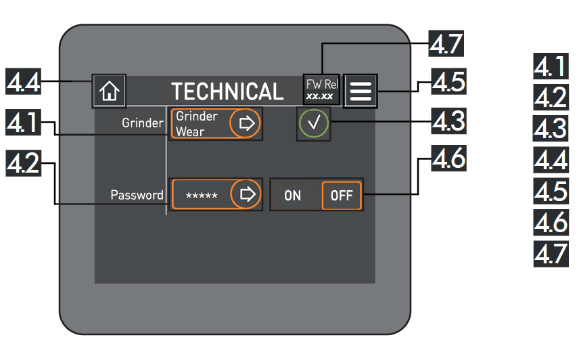 4.7
4.4
TECHNICAL
FW Re
xx.xx
4.5
4.1
Grinder
Grinder
Wear
4.3
4.2
Password
*****
ON
OFF
4.6
4.1
4.2
4.3
4.4
4.5
4.6
4.7